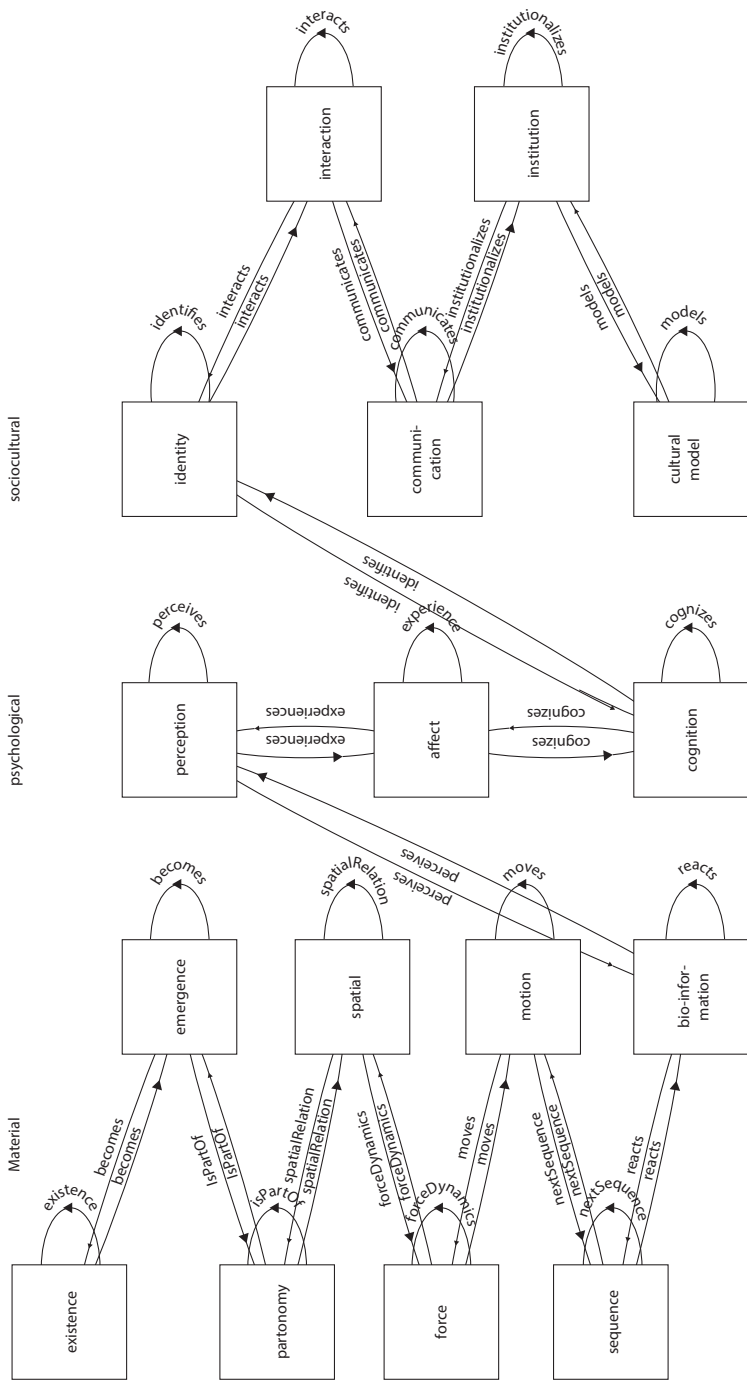 Material
psychological
sociocultural
existence
existence
becomes
becomes
emergence
becomes
IsPartOf
IsPartOf
partonomy
isPartOf
spatialRelation
spatialRelation
spatial
spatialRelation
forceDynamics
forceDynamics
force
forceDynamics
moves
moves
motion
moves
nextSequence
nextSequence
sequence
nextSequence
reacts
reacts
bio-infor-
mation
reacts
perceives
perceives
perception
perceives
experiences
experiences
affect
experience
cognizes
cognizes
cognition
cognizes
identifies
identifies
identity
identifies
interacts
interacts
interaction
interacts
communicates
communicates
communi-
cation
communicates
institutionalizes
institutionalizes
institution
institutionalizes
models
models
cultural
model
models